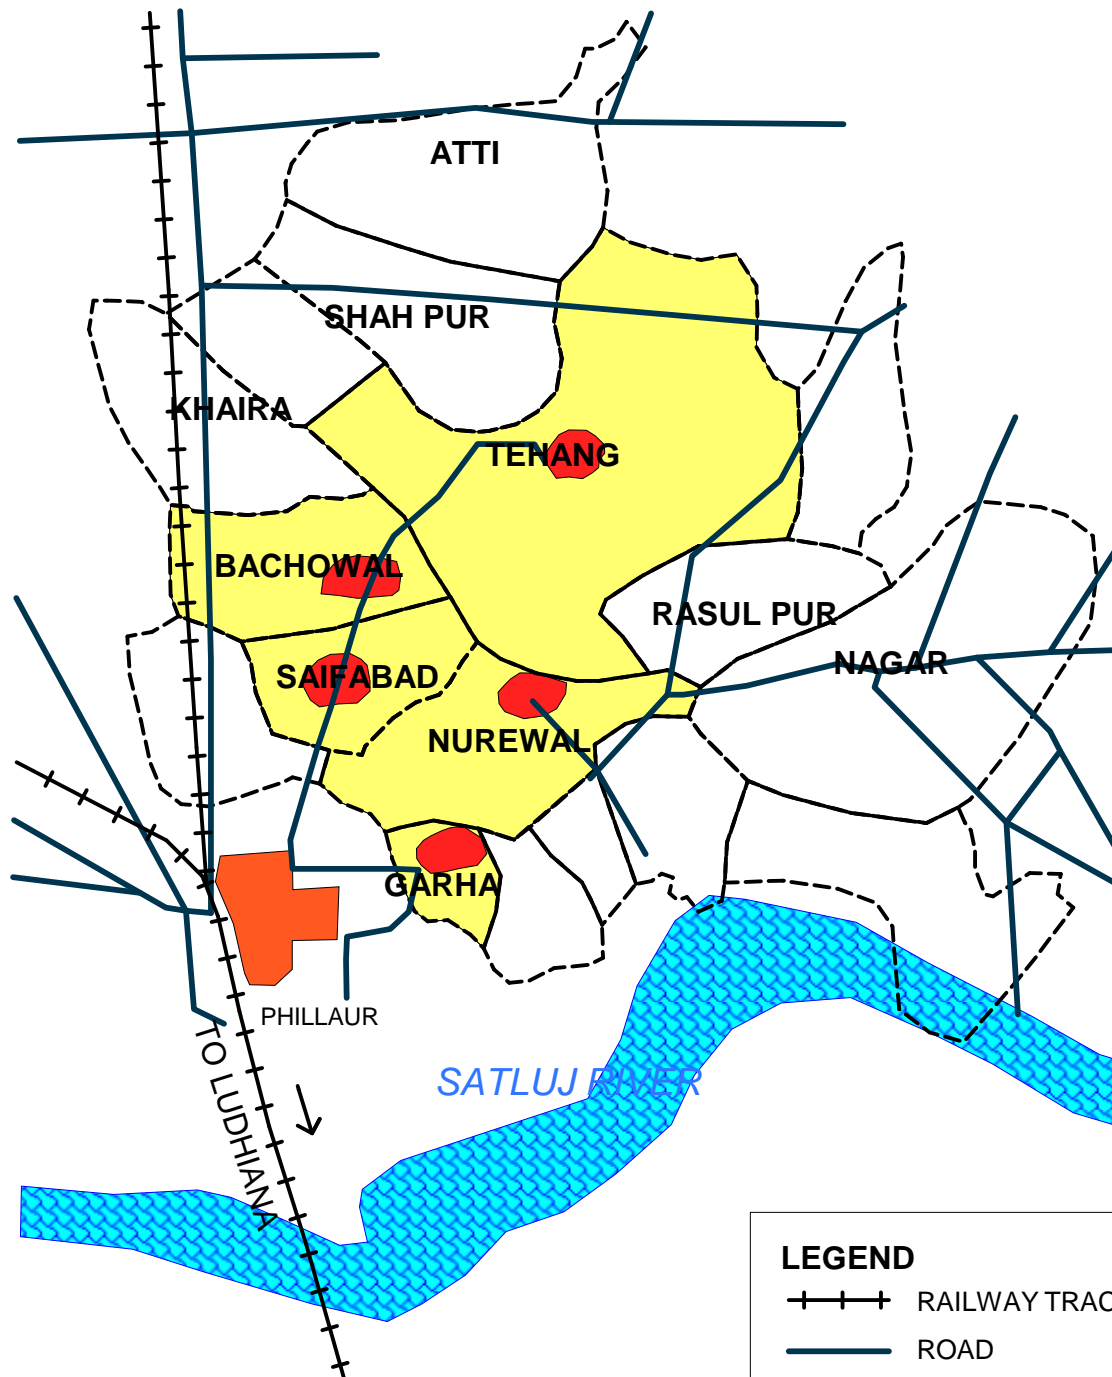 ATTI
SHAH PUR
KHAIRA
TEHANG
BACHOWAL
RASUL PUR
SAIFABAD
NAGAR
NUREWAL
GARHA
PHILLAUR
TO LUDHIANA
SATLUJ RIVER
LEGEND
RAILWAY TRAC
ROAD